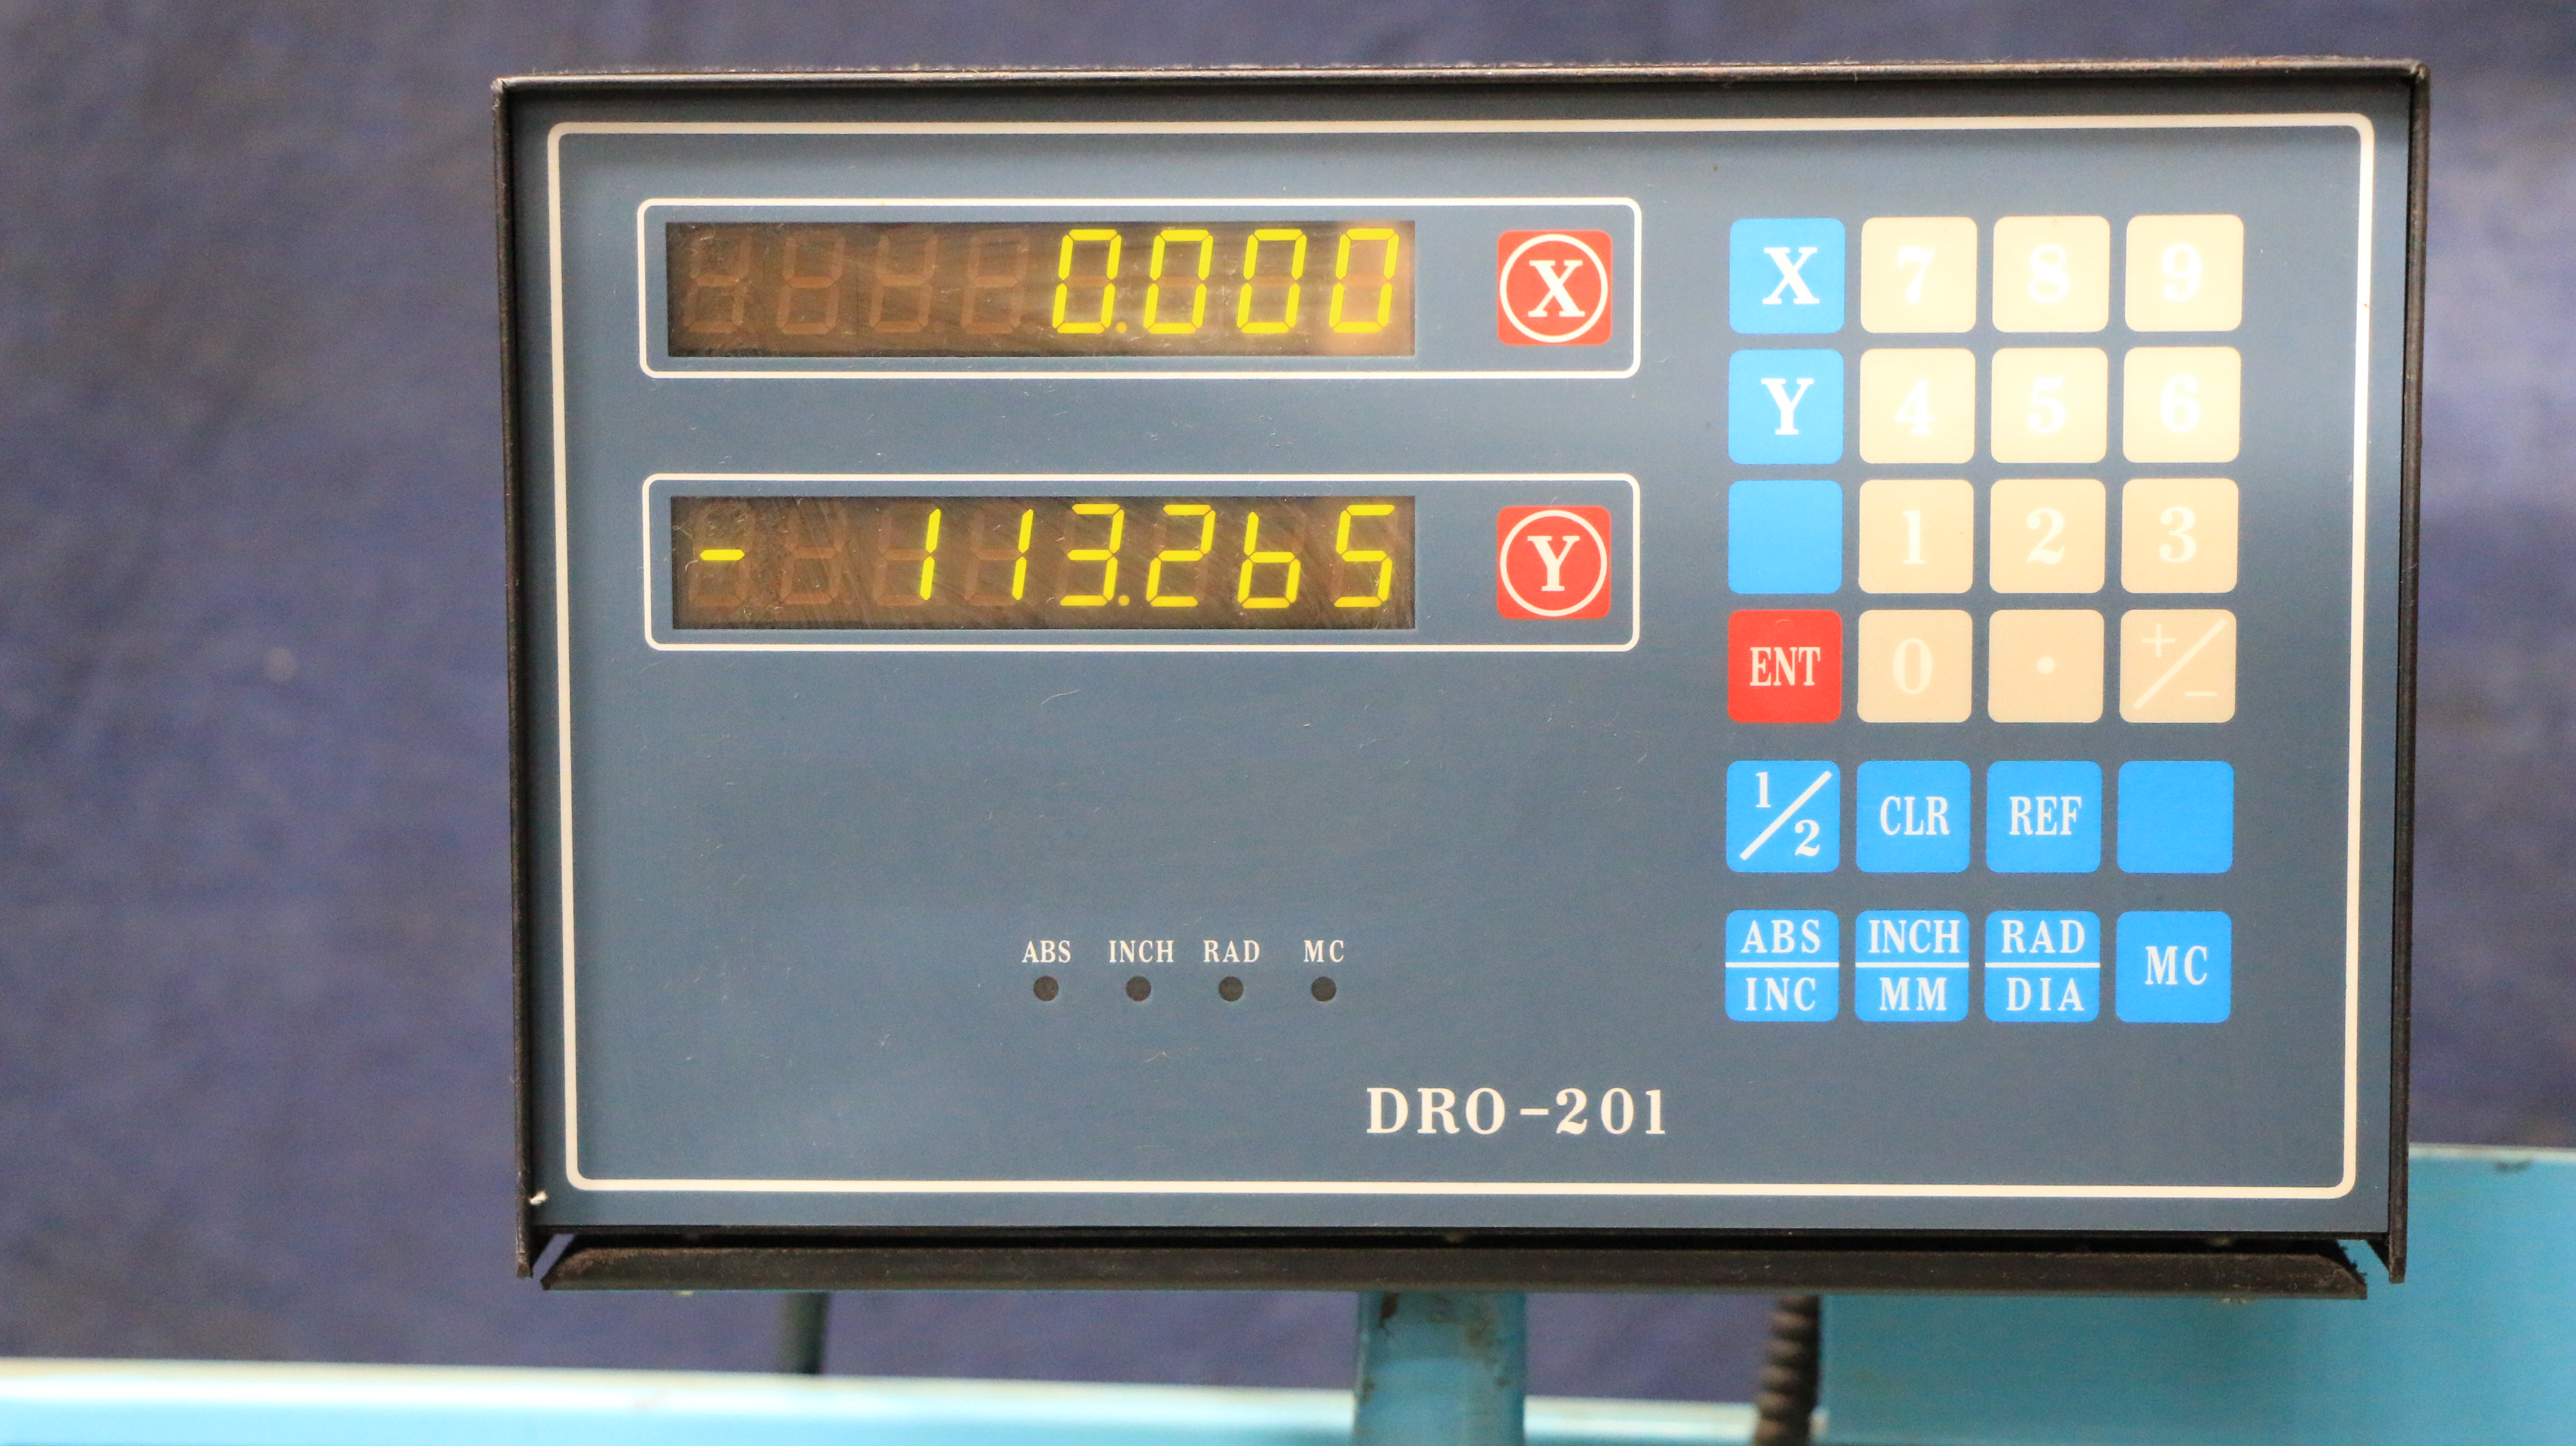 0.000 X
- 113.265 Y
X 7 8 9
Y 4 5 6
1 2 3
ENT 0 . +/-
1/2 CLR REF
ABS INCH RAD MC
INC MM DIA
ABS INCH RAD MC
DRO-201